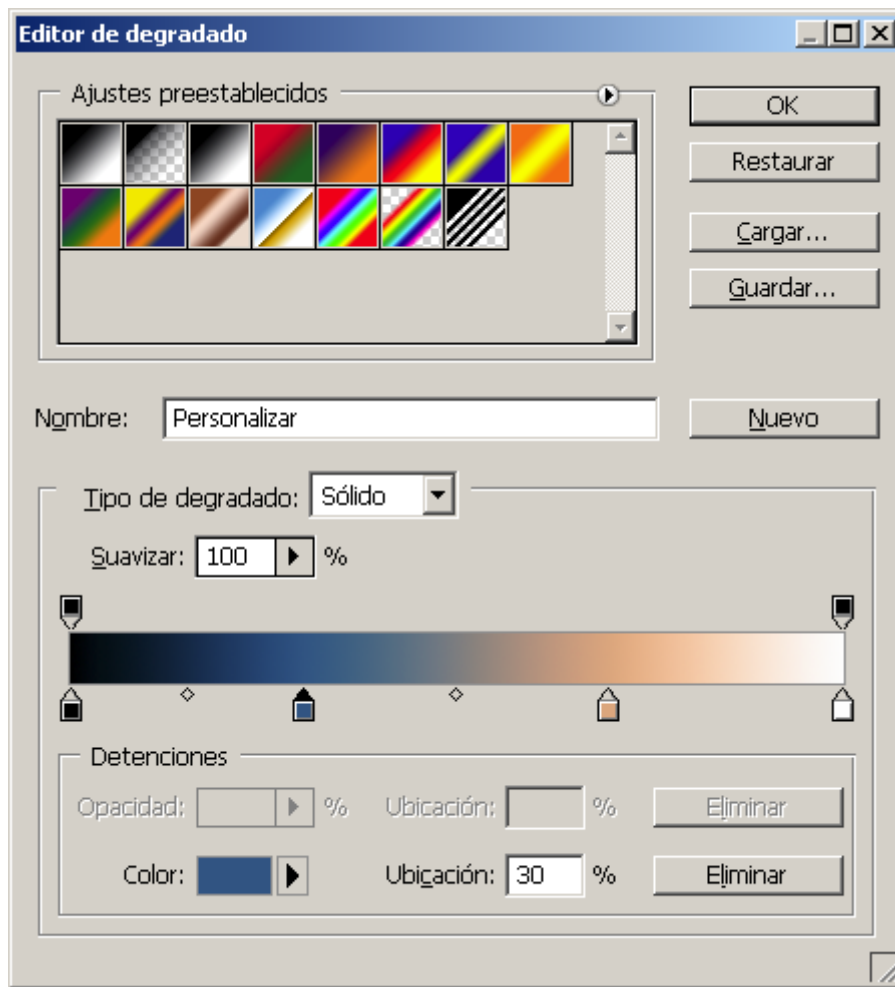 Editor de degradado
Ajustes preestablecidos
OK
Restaurar
Cargar...
Guardar...
Nombre: Personalizar
Nuevo
Tipo de degradado: Sólido
Suavizar: 100 %
Detenciones
Opacidad: % Ubicación: % Eliminar
Color: Ubicación: 30 % Eliminar